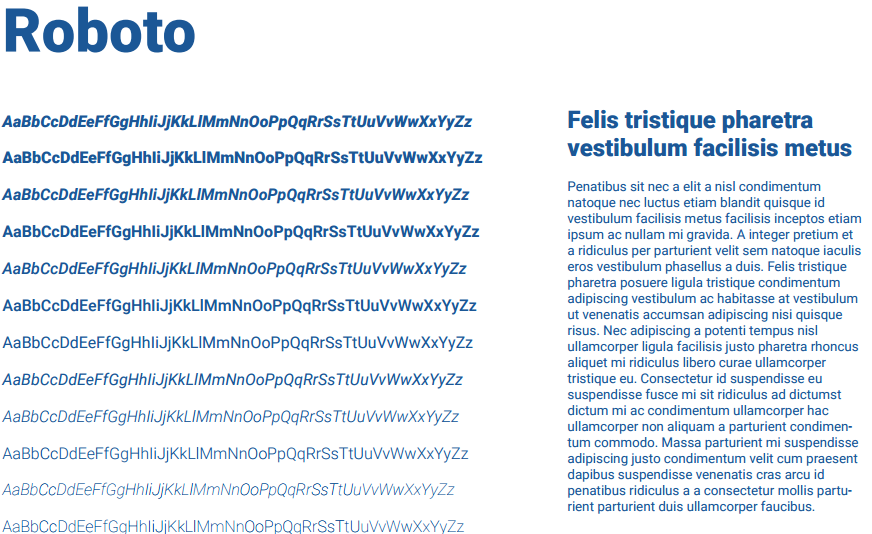 Roboto
AaBbCcDdEeFfGgHhIiJjKkLlMmNnOoPpQqRrSsTtUuVvWwXxYyZz
AaBbCcDdEeFfGgHhIiJjKkLlMmNnOoPpQqRrSsTtUuVvWwXxYyZz
AaBbCcDdEeFfGgHhIiJjKkLlMmNnOoPpQqRrSsTtUuVvWwXxYyZz
AaBbCcDdEeFfGgHhIiJjKkLlMmNnOoPpQqRrSsTtUuVvWwXxYyZz
AaBbCcDdEeFfGgHhIiJjKkLlMmNnOoPpQqRrSsTtUuVvWwXxYyZz
AaBbCcDdEeFfGgHhIiJjKkLlMmNnOoPpQqRrSsTtUuVvWwXxYyZz
AaBbCcDdEeFfGgHhIiJjKkLlMmNnOoPpQqRrSsTtUuVvWwXxYyZz
AaBbCcDdEeFfGgHhIiJjKkLlMmNnOoPpQqRrSsTtUuVvWwXxYyZz
AaBbCcDdEeFfGgHhIiJjKkLlMmNnOoPpQqRrSsTtUuVvWwXxYyZz
AaBbCcDdEeFfGgHhIiJjKkLlMmNnOoPpQqRrSsTtUuVvWwXxYyZz
AaBbCcDdEeFfGgHhIiJjKkLlMmNnOoPpQqRrSsTtUuVvWwXxYyZz
AaBbCcDdEeFfGgHhIiJjKkLlMmNnOoPpQqRrSsTtUuVvWwXxYyZz
Felis tristique pharetra
vestibulum facilisis metus
Penatibus sit nec a elit a nisl condimentum
natoque nec luctus etiam blandit quisque id
vestibulum facilisis metus facilisis inceptos etiam
ipsum ac nullam mi gravida. A integer pretium et
a ridiculus per parturient velit sem natoque iaculis
eros vestibulum phasellus a duis. Felis tristique
pharetra posuere ligula tristique condimentum
adipiscing vestibulum ac habitasse at vestibulum
ut venenatis accumsan adipiscing nisi quisque
risus. Nec adipiscing a potenti tempus nisl
ullamcorper ligula facilisis justo pharetra rhoncus
aliquet mi ridiculus libero curae ullamcorper
tristique eu. Consectetur id suspendisse eu
suspendisse fusce mi sit ridiculus ad dictumst
dictum mi ac condimentum ullamcorper hac
ullamcorper non aliquam a parturient condimen-
tum commodo. Massa parturient mi suspendisse
adipiscing justo condimentum velit cum praesent
dapibus suspendisse venenatis cras arcu id
penatibus ridiculus a a consectetur mollis partu-
rient parturient duis ullamcorper faucibus.